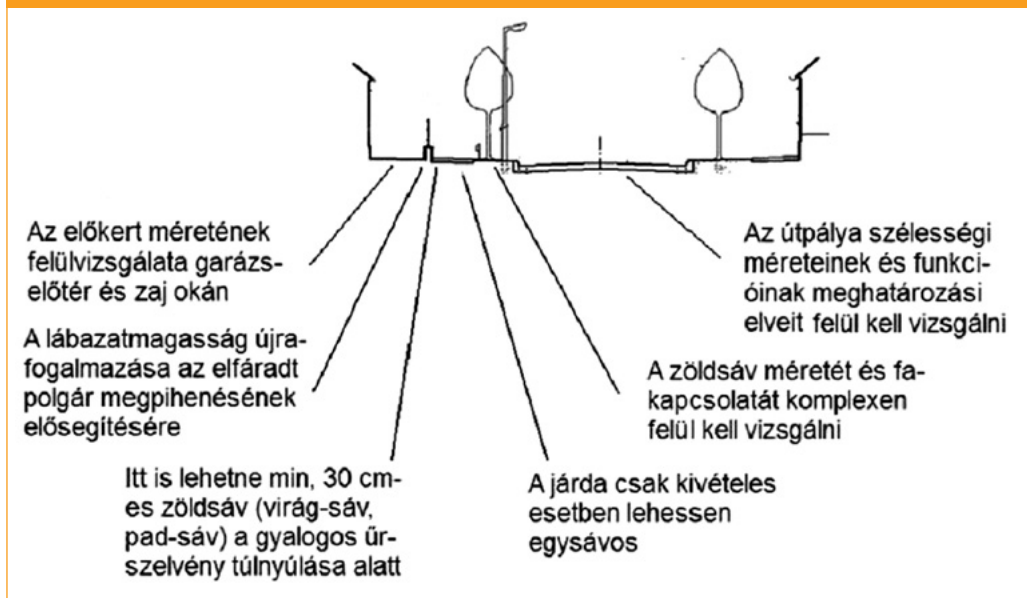 Az előkert méretének
felülvizsgálata garázs-
előtér és zaj okán
A lábazatmagasság újra-
fogalmazása az elfáradt
polgár megpihenésének
elősegítésére
Itt is lehetne min, 30 cm-
es zöldsáv (virág-sáv,
pad-sáv) a gyalogos űr-
szelvény túlnyúlása alatt
A járda csak kivételes
esetben lehessen
egysávos
A zöldsáv méretét és fa-
kapcsolatát komplexen
felül kell vizsgálni
Az útpálya szélességi
méreteinek és funkci-
óinak meghatározási
elveit felül kell vizsgálni